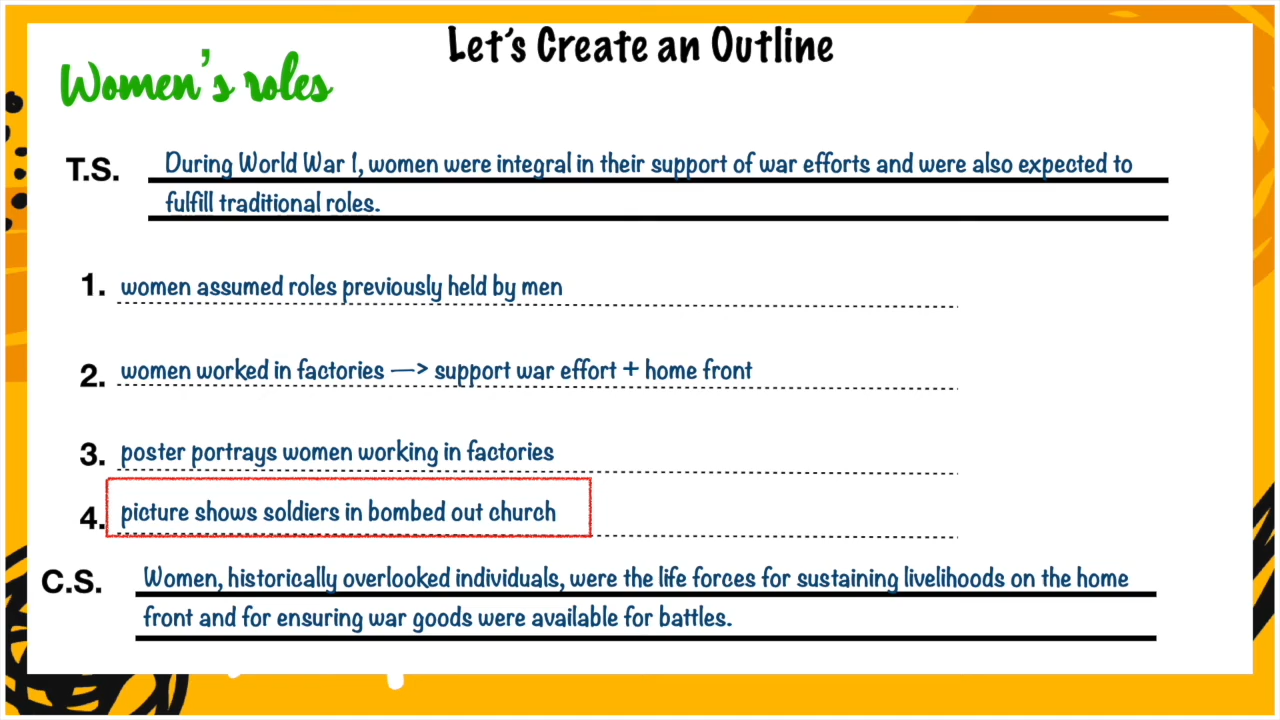 Let's Create an Outline
Women's roles
T.S. During World War 1, women were integral in their support of war efforts and were also expected to
fulfill traditional roles.
1. women assumed roles previously held by men
2. women worked in factories —> support war effort + home front
3. poster portrays women working in factories
4. picture shows soldiers in bombed out church
C.S. Women, historically overlooked individuals, were the life forces for sustaining livelihoods on the home
front and for ensuring war goods were available for battles.